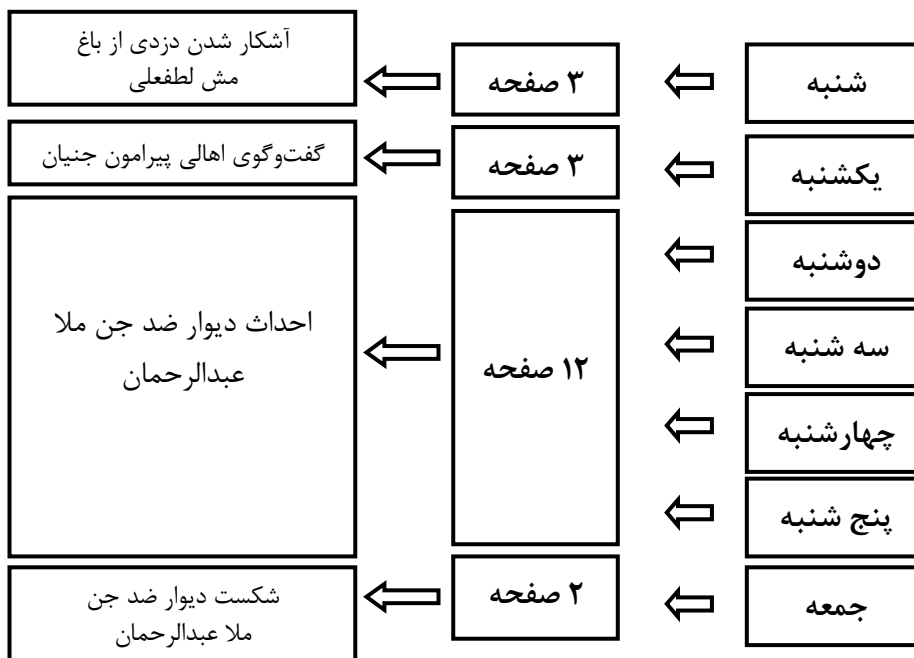 شنبه
۳ صفحه
آشکار شدن دزدی از باغ
مش لطفعلی
یکشنبه
۳ صفحه
گفت‌وگوی اهالی پیرامون جنیان
دوشنبه
سه شنبه
چهارشنبه
پنج شنبه
۱۲ صفحه
احداث دیوار ضد جن ملا
عبدالرحمان
جمعه
۲ صفحه
شکست دیوار ضد جن
ملا عبدالرحمان